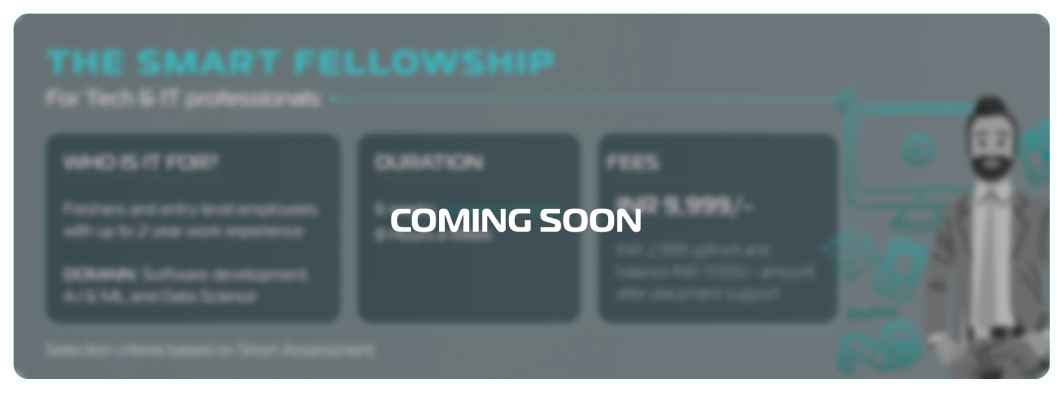 THE SMART FELLOWSHIP
For Tech & IT professionals
WHO IS IT FOR?
Freshers and entry level employees
with up to 2 year work experience
DOMAIN: Software development,
A.I & ML and Data Science
DURATION
COMING SOON
FEES
INR 9,999/-
INR 2,999 upfront and
balance INR 7,000/- amount
after placement support
Selection criteria based on Short Assessment